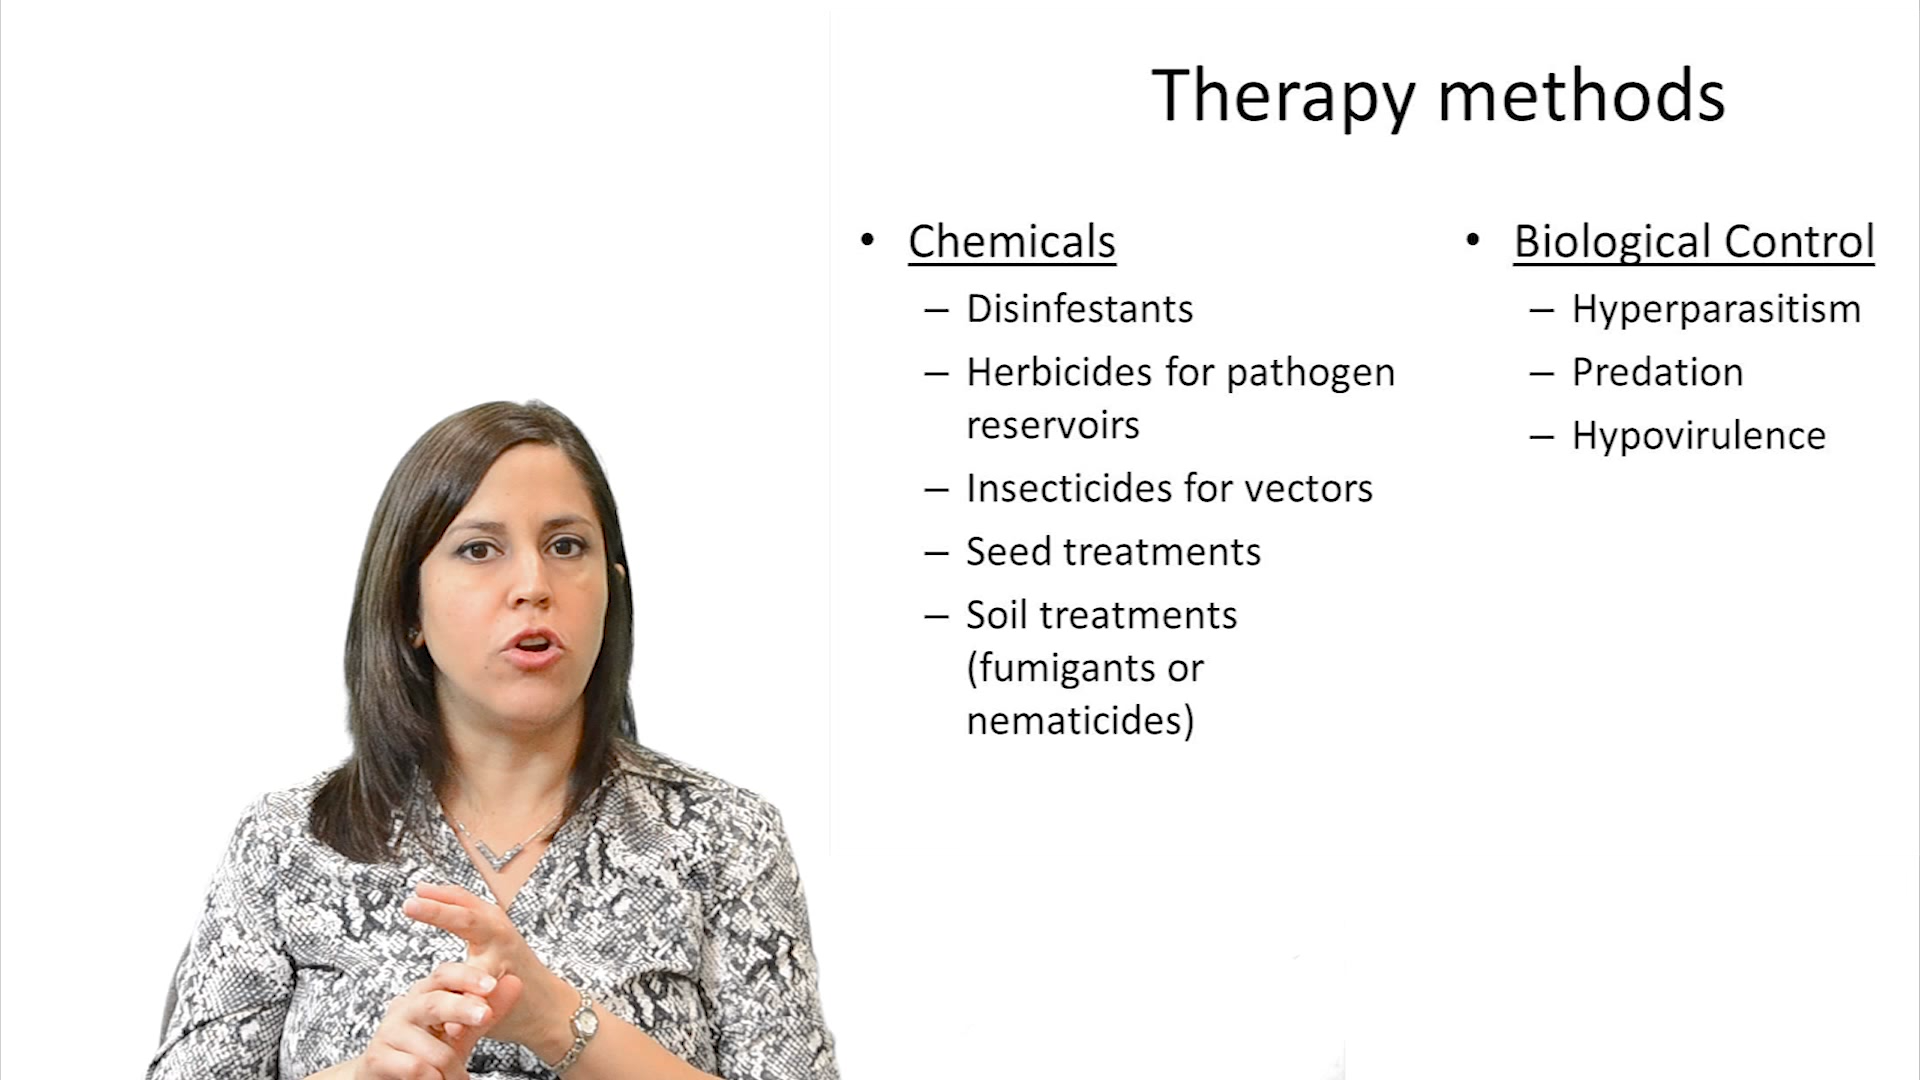 Therapy methods
• Chemicals
– Disinfestants
– Herbicides for pathogen
reservoirs
– Insecticides for vectors
– Seed treatments
– Soil treatments
(fumigants or
nematicides)
• Biological Control
– Hyperparasitism
– Predation
– Hypovirulence